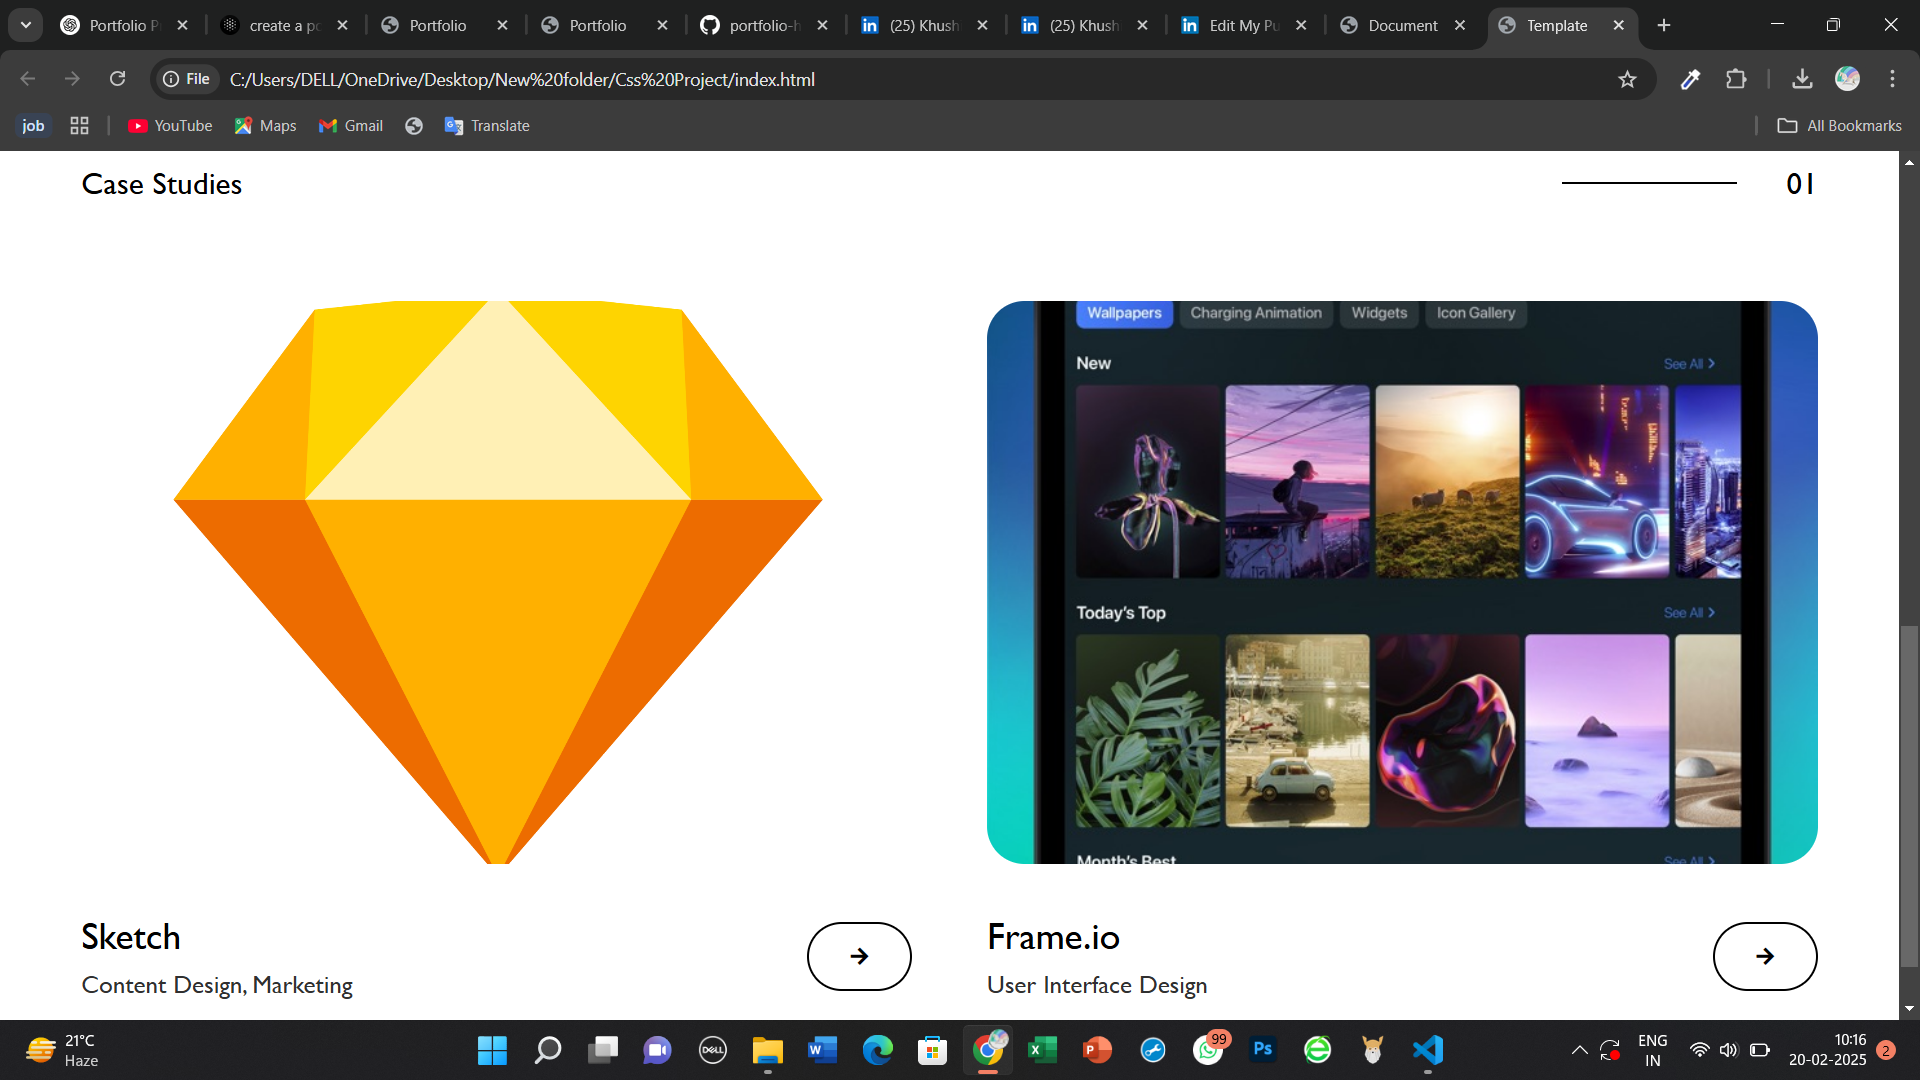 Portfolio P
create a po
Portfolio
Portfolio
portfolio-h
(25) Khush
(25) Khush
Edit My Pu
Document
Template
File
C:/Users/DELL/OneDrive/Desktop/New%20folder/Css%20Project/index.html
job
YouTube
Maps
Gmail
Translate
All Bookmarks
Case Studies
01
Wallpapers
Charging Animation
Widgets
Icon Gallery
New
See All >
Today's Top
See All >
Month's Best
See All >
Sketch
Content Design, Marketing
Frame.io
User Interface Design
21°C
Haze
DELL
99
Ps
ENG
IN
10:16
20-02-2025
2